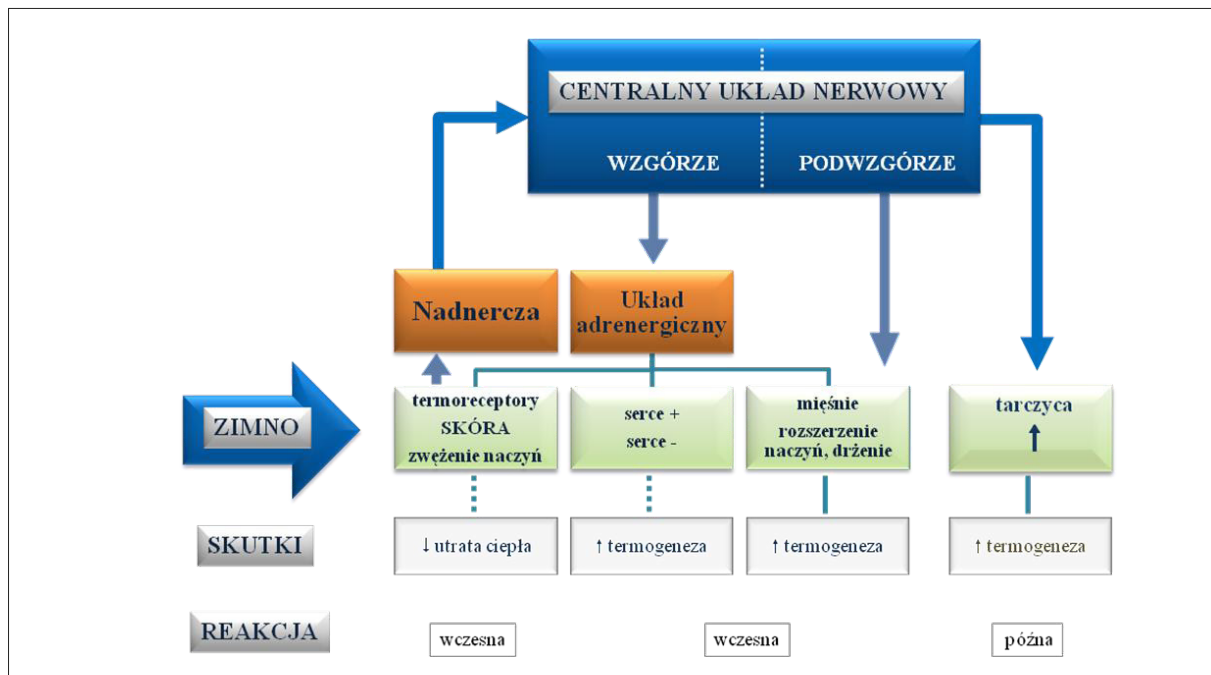 CENTRALNY UKŁAD NERWOWY
WZGÓRZE
PODWZGÓRZE
Nadnercza
Układ
adrenergiczny
ZIMNO
termoreceptory
SKÓRA
zwężenie naczyń
serce +
serce -
mięśnie
rozszerzenie
naczyń, drżenie
tarczyca
↑
SKUTKI
↓ utrata ciepła
↑ termogeneza
↑ termogeneza
↑ termogeneza
REAKCJA
wczesna
wczesna
późna